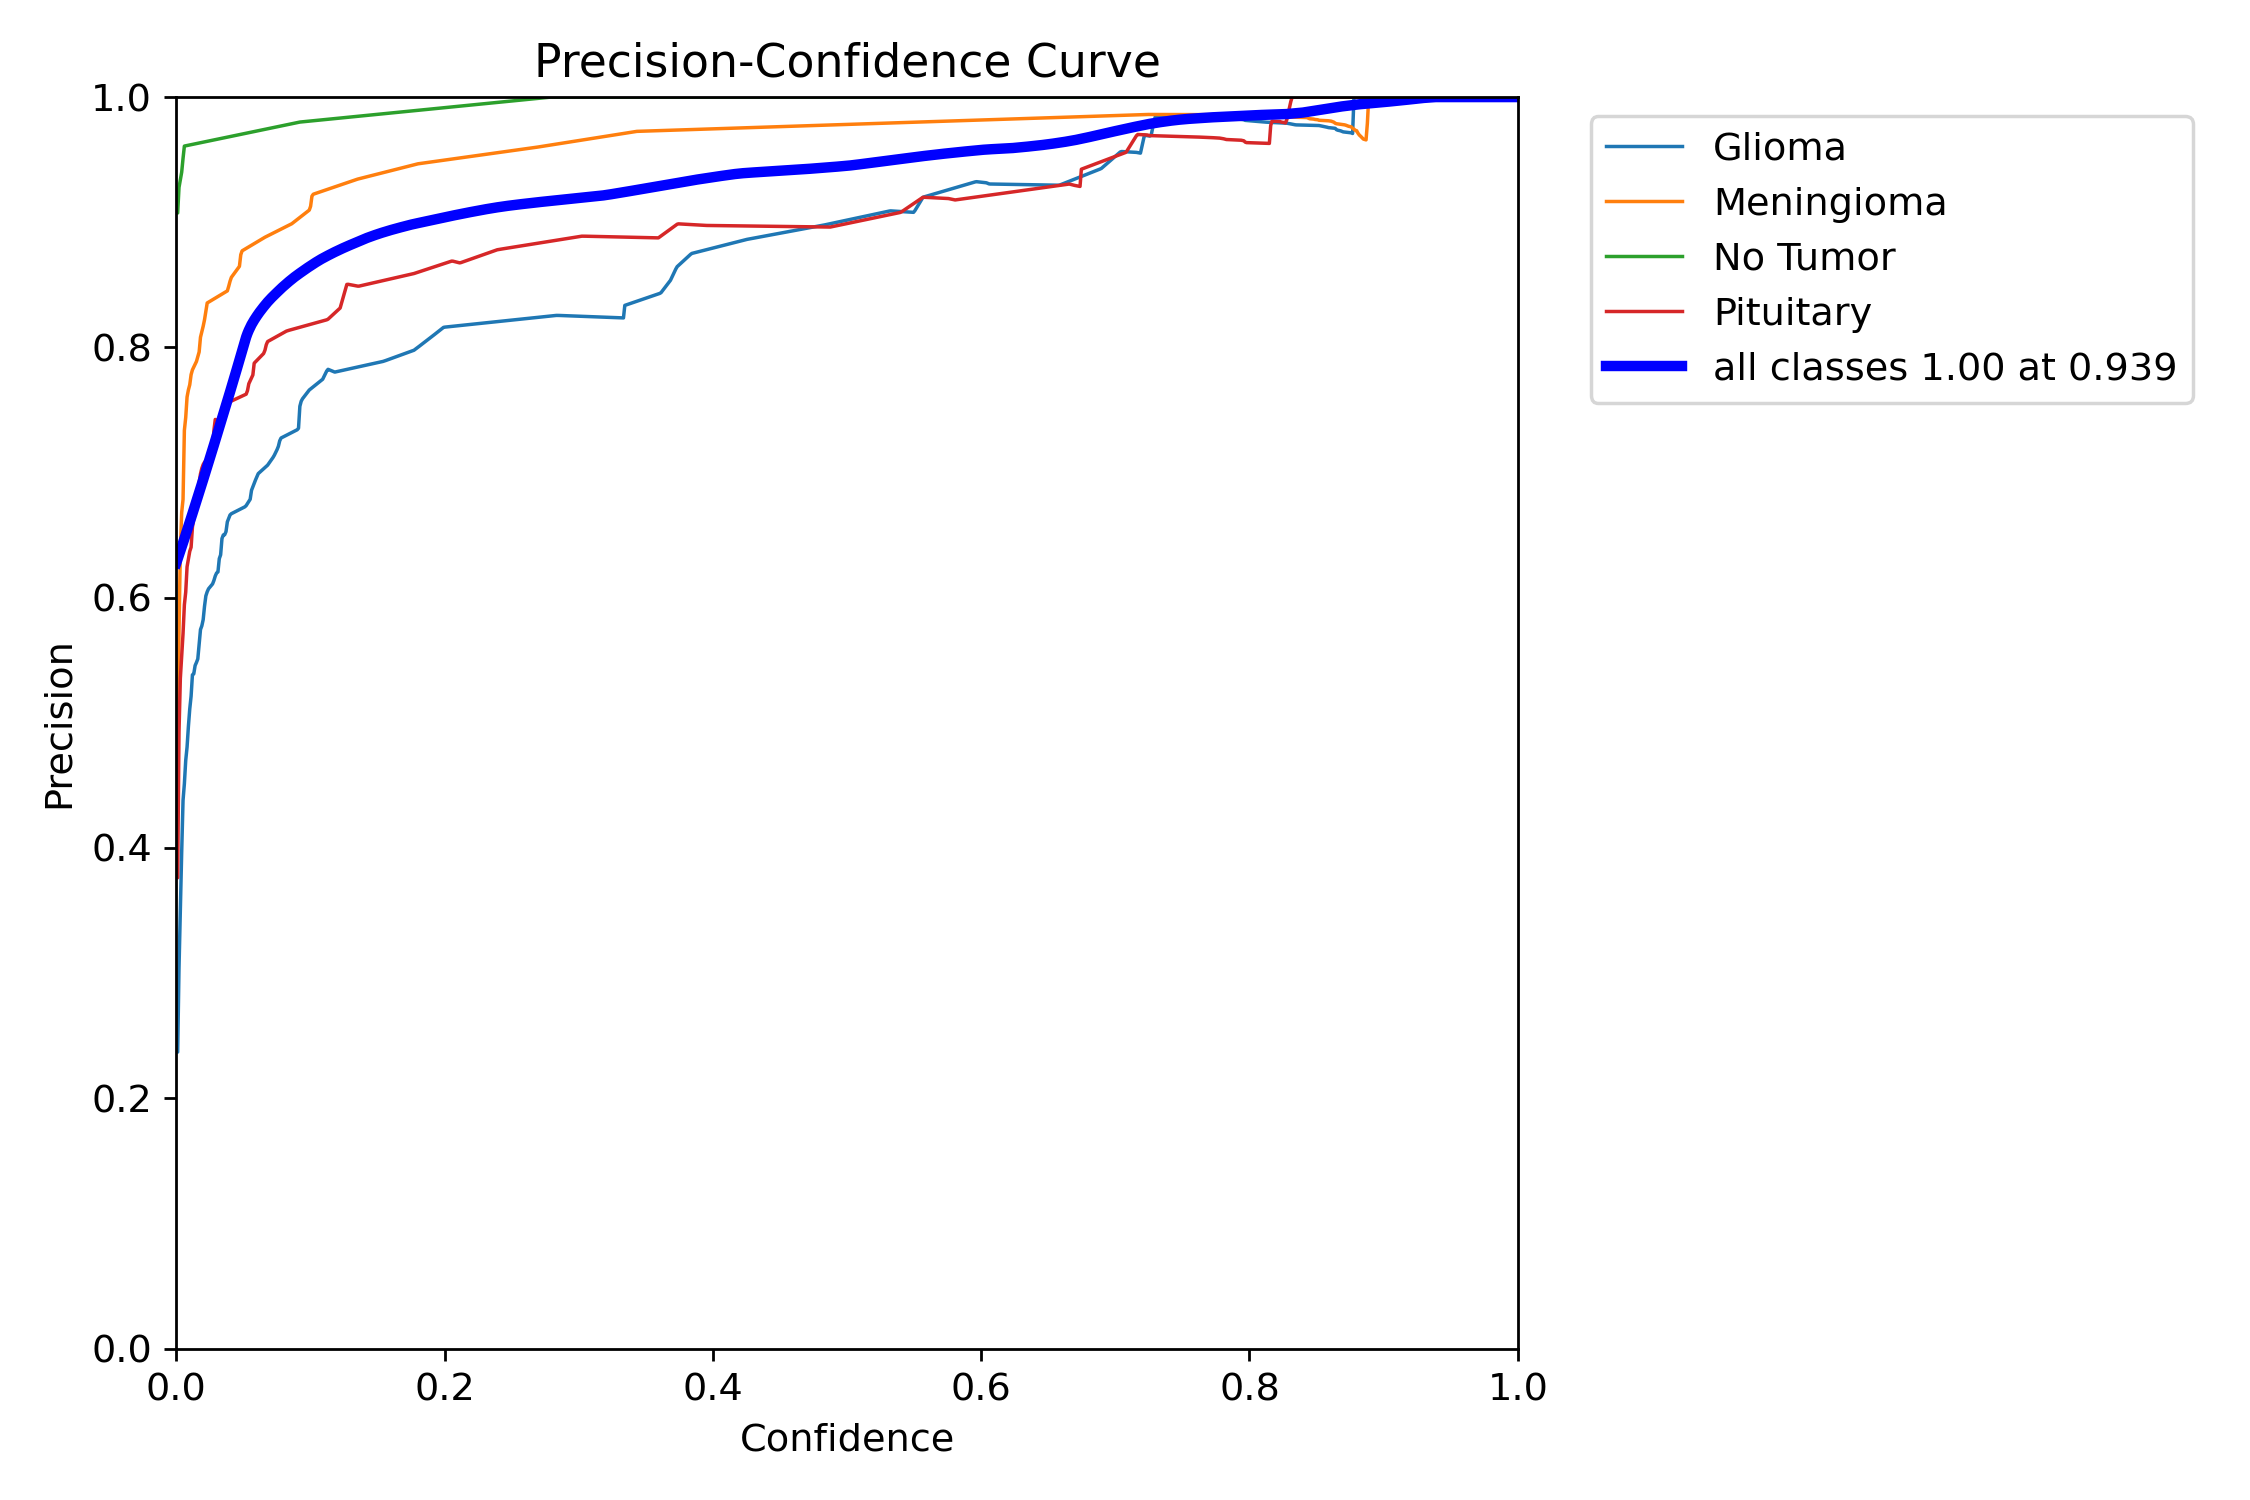 Precision-Confidence Curve
1.0
0.8
0.6
0.4
0.2
0.0
Precision
0.0 0.2 0.4 0.6 0.8 1.0
Confidence
Glioma
Meningioma
No Tumor
Pituitary
all classes 1.00 at 0.939